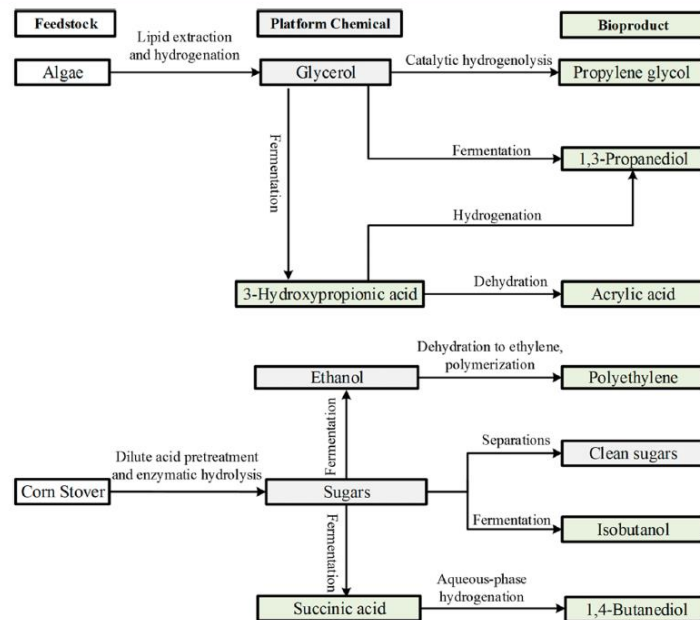 Feedstock
Platform Chemical
Bioproduct
Lipid extraction
and hydrogenation
Catalytic hydrogenolysis
Algae
Glycerol
Propylene glycol
Fermentation
Fermentation
1,3-Propanediol
Hydrogenation
3-Hydroxypropionic acid
Dehydration
Acrylic acid
Dehydration to ethylene,
polymerization
Ethanol
Polyethylene
Fermentation
Separations
Clean sugars
Dilute acid pretreatment
and enzymatic hydrolysis
Corn Stover
Sugars
Fermentation
Isobutanol
Fermentation
Aqueous-phase
hydrogenation
Succinic acid
1,4-Butanediol